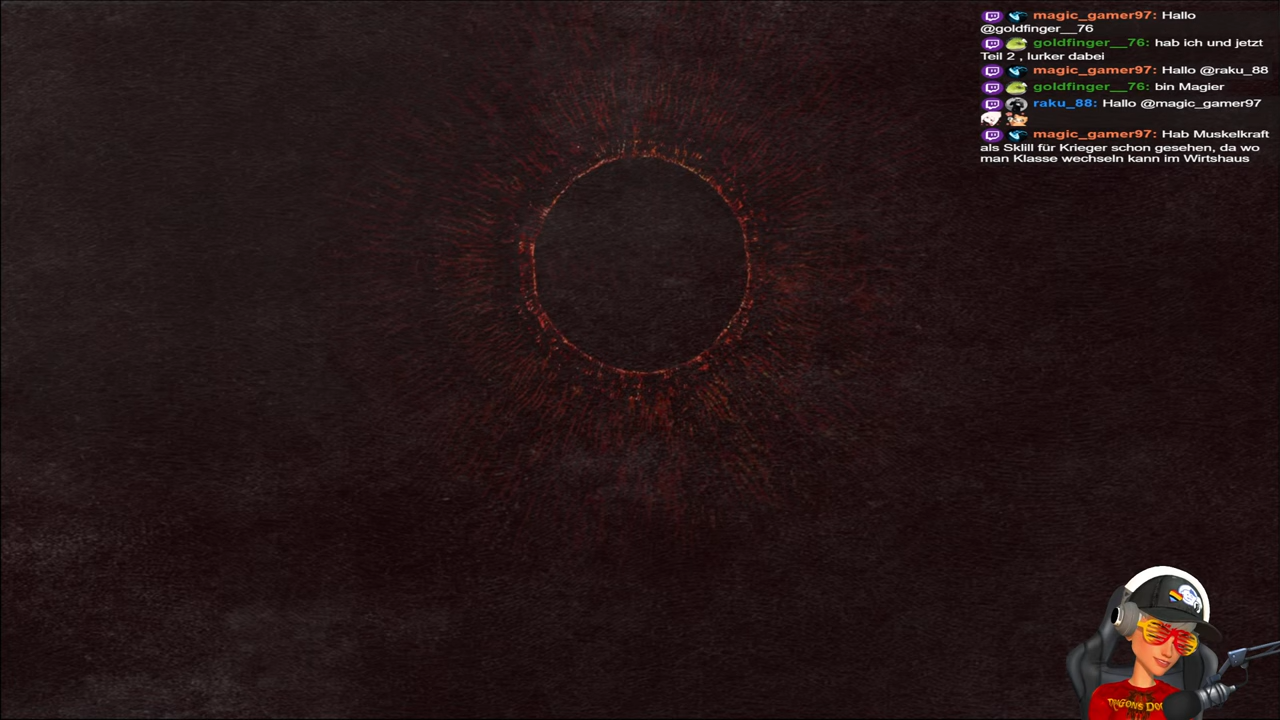 magic_gamer97: Hallo
@goldfinger__76
goldfinger__76: hab ich und jetzt
Teil 2 , lurker dabei
magic_gamer97: Hallo @raku_88
goldfinger__76: bin Magier
raku_88: Hallo @magic_gamer97
magic_gamer97: Hab Muskelkraft
als Sklill für Krieger schon gesehen, da wo
man Klasse wechseln kann im Wirtshaus
DRAGON'S DO